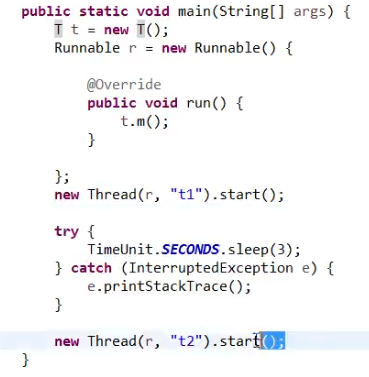 public static void main(String[] args) {
    T t = new T();
    Runnable r = new Runnable() {
        @Override
        public void run() {
            t.m();
        }
    };
    new Thread(r, "t1").start();
    try {
        TimeUnit.SECONDS.sleep(3);
    } catch (InterruptedException e) {
        e.printStackTrace();
    }
    new Thread(r, "t2").start();
}